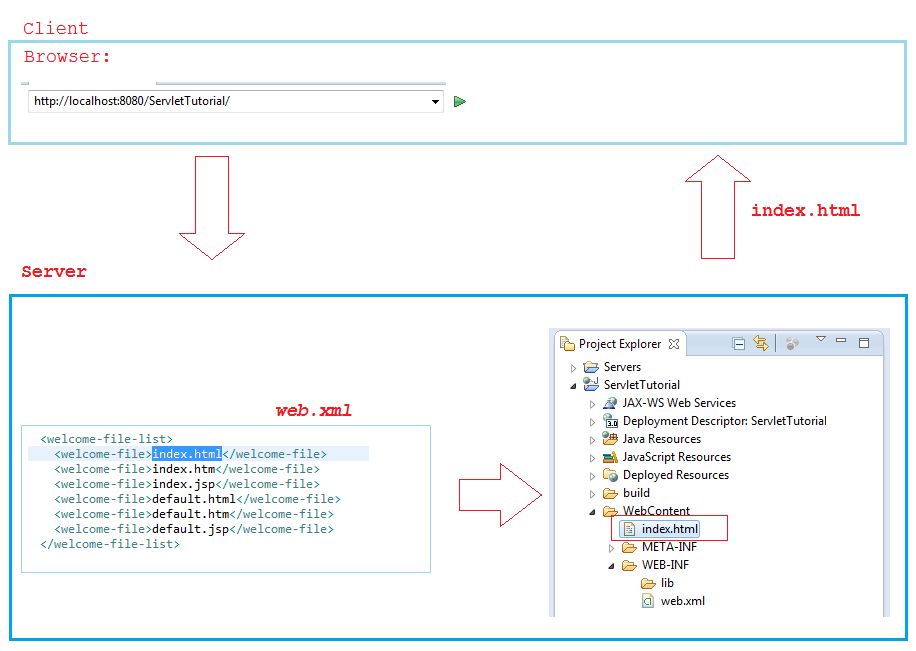 Client
Browser:
http://localhost:8080/ServletTutorial/
index.html
Server
web.xml
<welcome-file-list>
<welcome-file>index.html</welcome-file>
<welcome-file>index.htm</welcome-file>
<welcome-file>index.jsp</welcome-file>
<welcome-file>default.html</welcome-file>
<welcome-file>default.htm</welcome-file>
<welcome-file>default.jsp</welcome-file>
</welcome-file-list>
Project Explorer
Servers
ServletTutorial
JAX-WS Web Services
3.0 Deployment Descriptor: ServletTutorial
Java Resources
JavaScript Resources
Deployed Resources
build
WebContent
index.html
META-INF
WEB-INF
lib
web.xml